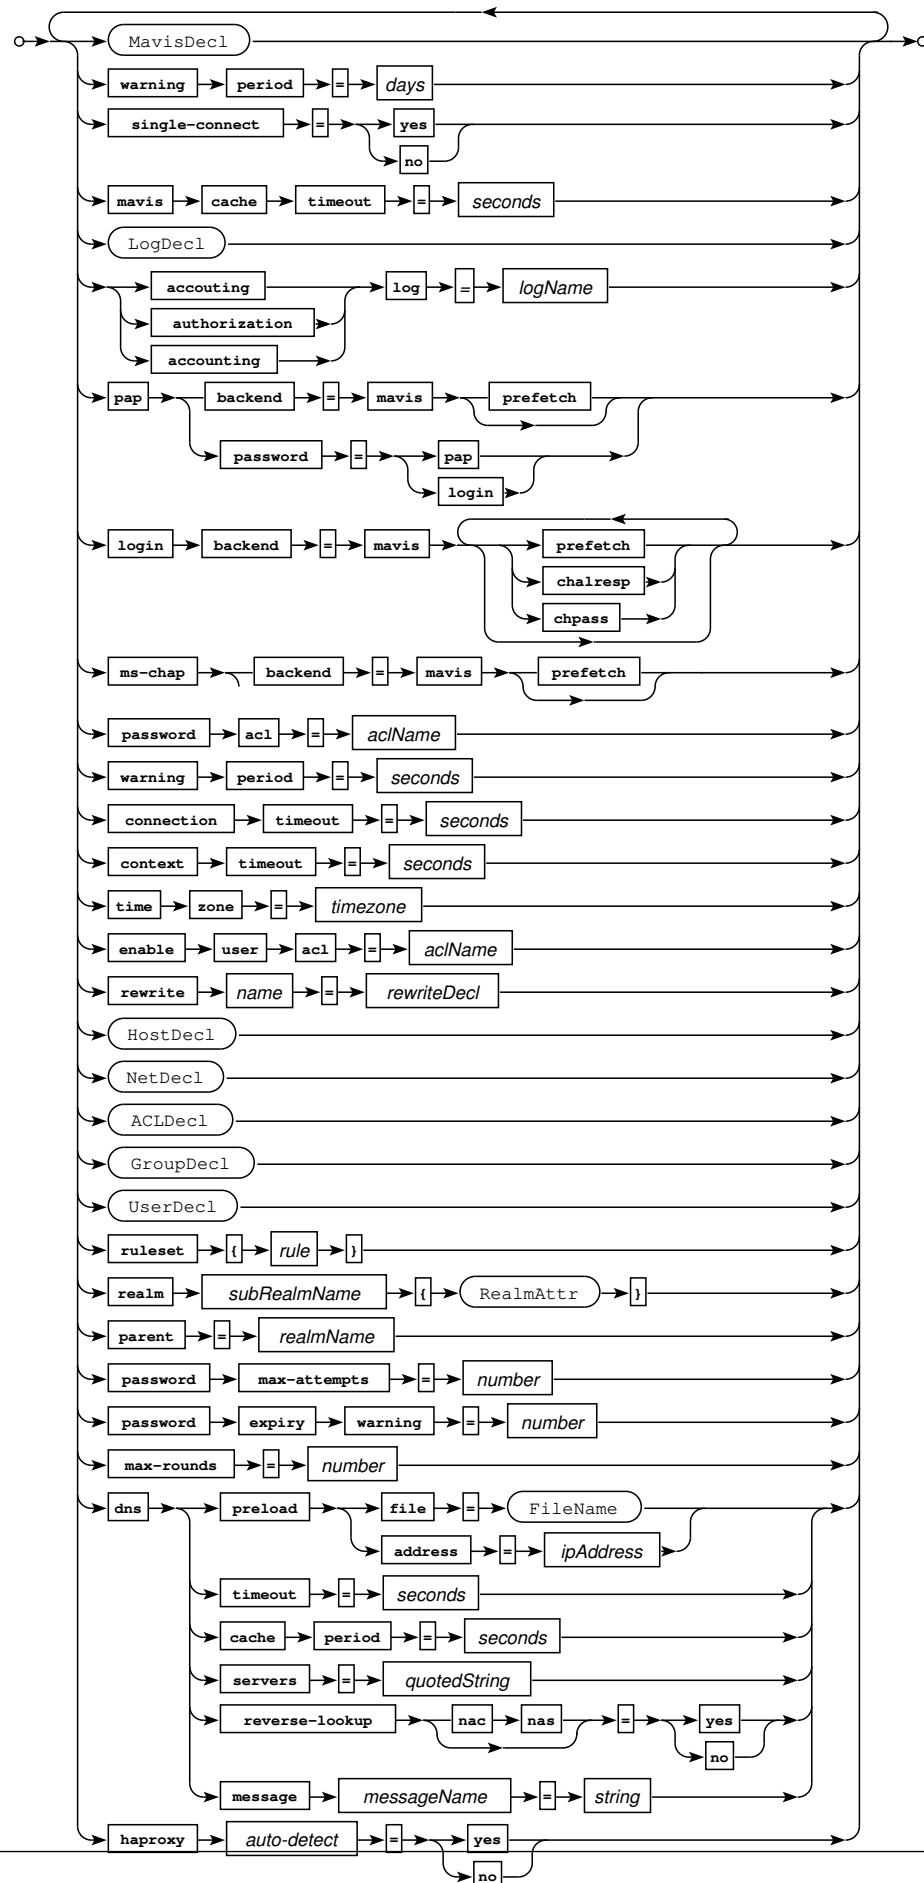 MavisDecl
warning period = days
single-connect = yes
no
mavis cache timeout = seconds
LogDecl
accouting log = logName
authorization
accounting
pap backend = mavis prefetch
password = pap
login
login backend = mavis prefetch
chalresp
chpass
ms-chap backend = mavis prefetch
password acl = aclName
warning period = seconds
connection timeout = seconds
context timeout = seconds
time zone = timezone
enable user acl = aclName
rewrite name = rewriteDecl
HostDecl
NetDecl
ACLDecl
GroupDecl
UserDecl
ruleset { rule }
realm subRealmName { RealmAttr }
parent = realmName
password max-attempts = number
password expiry warning = number
max-rounds = number
dns preload file = FileName
address = ipAddress
timeout = seconds
cache period = seconds
servers = quotedString
reverse-lookup nac nas = yes
no
message messageName = string
haproxy auto-detect = yes
no